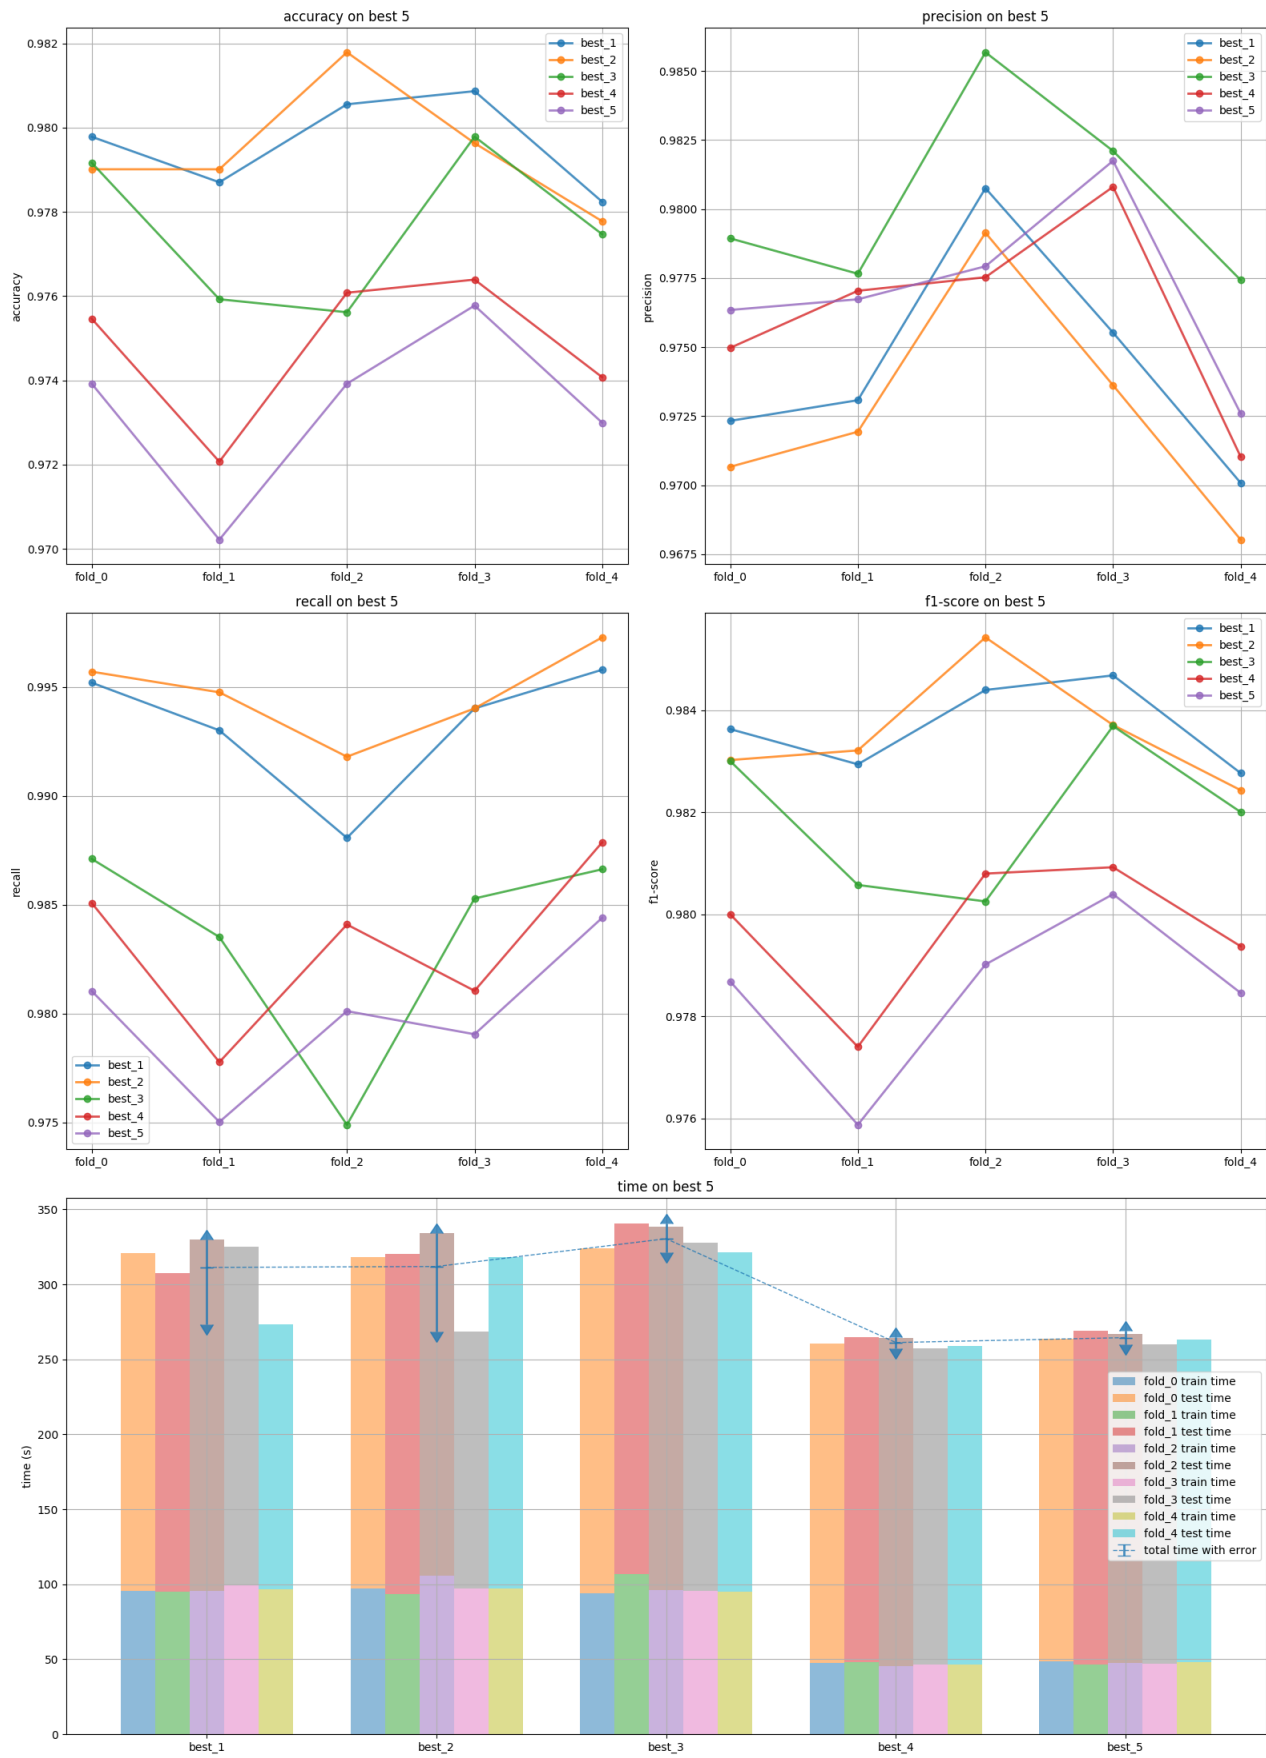 accuracy on best 5
accuracy
0.982
0.980
0.978
0.976
0.974
0.972
0.970
fold_0
fold_1
fold_2
fold_3
fold_4
best_1
best_2
best_3
best_4
best_5
precision on best 5
precision
0.9850
0.9825
0.9800
0.9775
0.9750
0.9725
0.9700
0.9675
fold_0
fold_1
fold_2
fold_3
fold_4
best_1
best_2
best_3
best_4
best_5
recall on best 5
recall
0.995
0.990
0.985
0.980
0.975
fold_0
fold_1
fold_2
fold_3
fold_4
best_1
best_2
best_3
best_4
best_5
f1-score on best 5
f1-score
0.984
0.982
0.980
0.978
0.976
fold_0
fold_1
fold_2
fold_3
fold_4
best_1
best_2
best_3
best_4
best_5
time on best 5
time (s)
350
300
250
200
150
100
50
0
best_1
best_2
best_3
best_4
best_5
fold_0 train time
fold_0 test time
fold_1 train time
fold_1 test time
fold_2 train time
fold_2 test time
fold_3 train time
fold_3 test time
fold_4 train time
fold_4 test time
total time with error